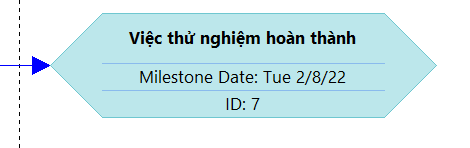 Việc thử nghiệm hoàn thành
Milestone Date: Tue 2/8/22
ID: 7